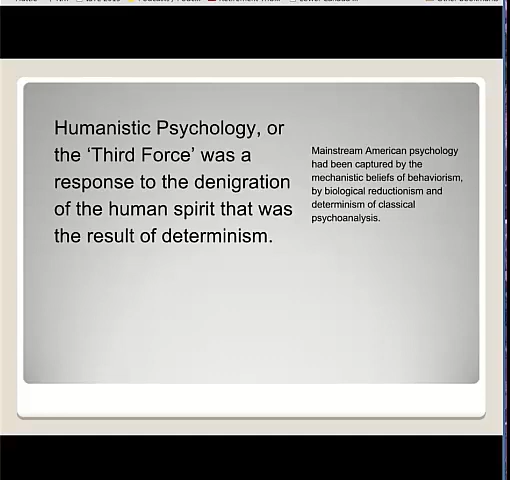 Humanistic Psychology, or
the ‘Third Force’ was a
response to the denigration
of the human spirit that was
the result of determinism.
Mainstream American psychology
had been captured by the
mechanistic beliefs of behaviorism,
by biological reductionism and
determinism of classical
psychoanalysis.